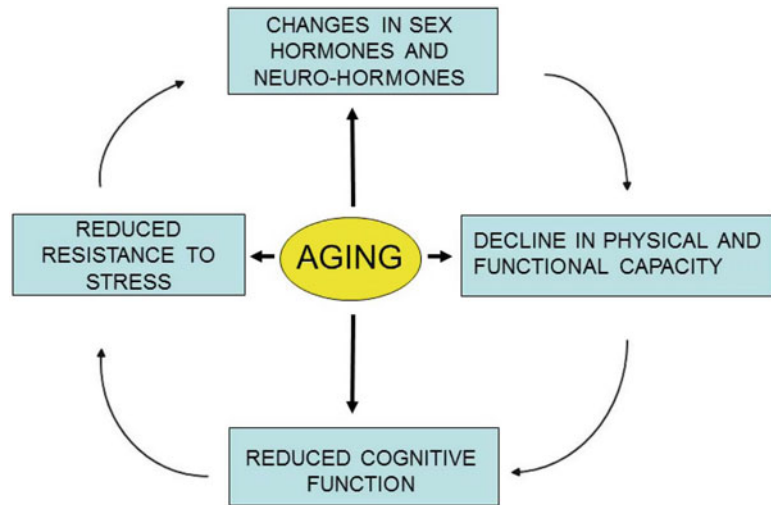 CHANGES IN SEX
HORMONES AND
NEURO-HORMONES
REDUCED
RESISTANCE TO
STRESS
AGING
DECLINE IN PHYSICAL AND
FUNCTIONAL CAPACITY
REDUCED COGNITIVE
FUNCTION